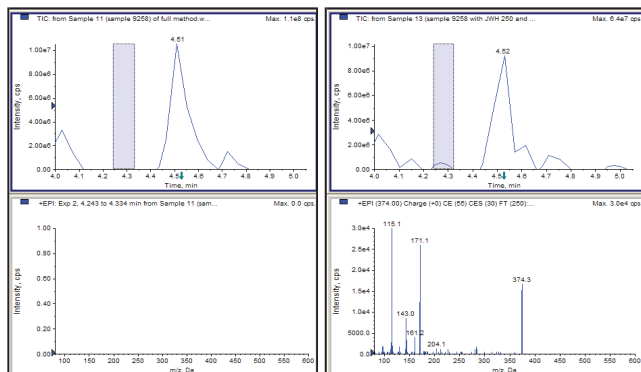 TIC: from Sample 11 (sample 9258) of full method.w...
Max. 1.1e8 cps.
Intensity, cps
1.00e7
8.00e6
6.00e6
4.00e6
2.00e6
0.00
4.51
4.0 4.1 4.2 4.3 4.4 4.5 4.6 4.7 4.8 4.9 5.0
Time, min
TIC: from Sample 13 (sample 9258 with JWH 250 and ...
Max. 6.4e7 cps.
Intensity, cps
1.00e7
8.00e6
6.00e6
4.00e6
2.00e6
0.00
4.52
4.0 4.1 4.2 4.3 4.4 4.5 4.6 4.7 4.8 4.9 5.0
Time, min
+EPI: Exp 2, 4.243 to 4.334 min from Sample 11 (sam...
Max. 0.0 cps.
Intensity, cps
1.00
0.80
0.60
0.40
0.20
0.00
100 150 200 250 300 350 400 450 500 550 600
m/z, Da
+EPI (374.00) Charge (+0) CE (55) CES (30) FT (250):...
Max. 3.0e4 cps.
Intensity, cps
3.0e4
2.5e4
2.0e4
1.5e4
1.0e4
5000.0
0.0
115.1
171.1
374.3
143.0
161.2
204.1
100 150 200 250 300 350 400 450 500 550 600
m/z, Da